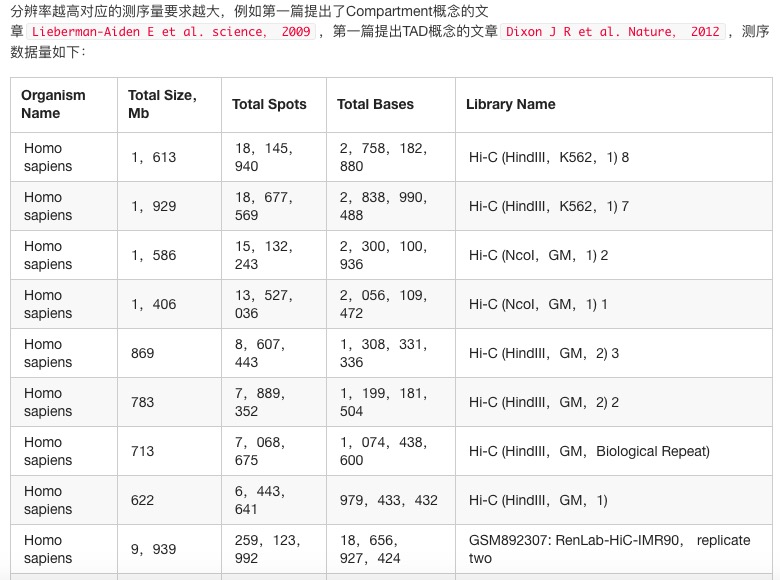 分辨率越高对应的测序量要求越大，例如第一篇提出了Compartment概念的文
章 Lieberman-Aiden E et al. science, 2009 ，第一篇提出TAD概念的文章 Dixon J R et al. Nature, 2012 ，测序
数据量如下：
Organism Name	Total Size, Mb	Total Spots	Total Bases	Library Name
Homo sapiens	1，613	18，145，940	2，758，182，880	Hi-C (HindIII，K562，1) 8
Homo sapiens	1，929	18，677，569	2，838，990，488	Hi-C (HindIII，K562，1) 7
Homo sapiens	1，586	15，132，243	2，300，100，936	Hi-C (NcoI，GM，1) 2
Homo sapiens	1，406	13，527，036	2，056，109，472	Hi-C (NcoI，GM，1) 1
Homo sapiens	869	8，607，443	1，308，331，336	Hi-C (HindIII，GM，2) 3
Homo sapiens	783	7，889，352	1，199，181，504	Hi-C (HindIII，GM，2) 2
Homo sapiens	713	7，068，675	1，074，438，600	Hi-C (HindIII，GM，Biological Repeat)
Homo sapiens	622	6，443，641	979，433，432	Hi-C (HindIII，GM，1)
Homo sapiens	9，939	259，123，992	18，656，927，424	GSM892307: RenLab-HiC-IMR90， replicate two